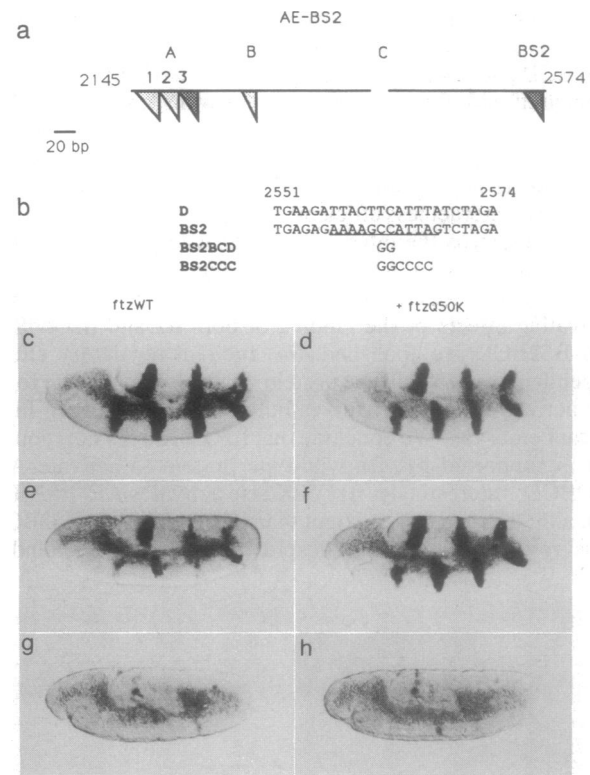 a
AE-BS2
A B C BS2
2145 1 2 3 2574
20 bp
b
2551 2574
D TGAAGATTACTTCATTTATCTAGA
BS2 TGAGAGAAAAGCCATTAGTCTAGA
BS2BCD GG
BS2CCC GGCCCC
ftzWT + ftzQ50K
c d
e f
g h